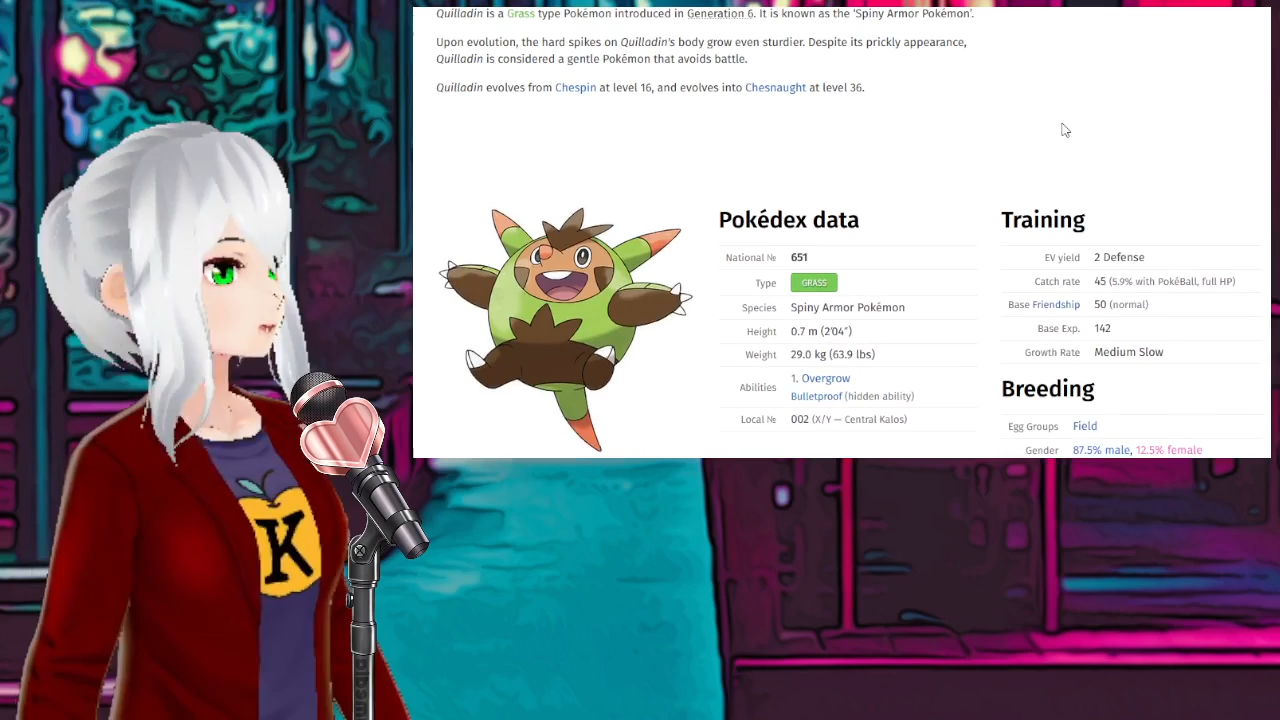 Quilladin is a Grass type Pokémon introduced in Generation 6. It is known as the 'Spiny Armor Pokémon'.
Upon evolution, the hard spikes on Quilladin's body grow even sturdier. Despite its prickly appearance,
Quilladin is considered a gentle Pokémon that avoids battle.
Quilladin evolves from Chespin at level 16, and evolves into Chesnaught at level 36.
Pokédex data
National № 651
Type GRASS
Species Spiny Armor Pokémon
Height 0.7 m (2′04″)
Weight 29.0 kg (63.9 lbs)
Abilities 1. Overgrow
Bulletproof (hidden ability)
Local № 002 (X/Y — Central Kalos)
Training
EV yield 2 Defense
Catch rate 45 (5.9% with PokéBall, full HP)
Base Friendship 50 (normal)
Base Exp. 142
Growth Rate Medium Slow
Breeding
Egg Groups Field
Gender 87.5% male, 12.5% female
K